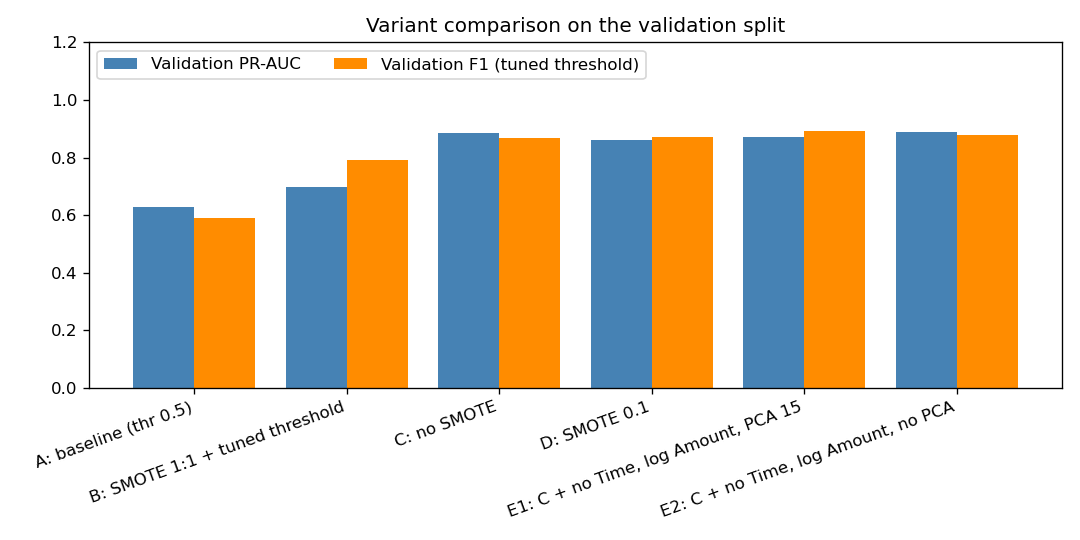 Variant comparison on the validation split
Validation PR-AUC
Validation F1 (tuned threshold)
1.2
1.0
0.8
0.6
0.4
0.2
0.0
A: baseline (thr 0.5)
B: SMOTE 1:1 + tuned threshold
C: no SMOTE
D: SMOTE 0.1
E1: C + no Time, log Amount, PCA 15
E2: C + no Time, log Amount, no PCA